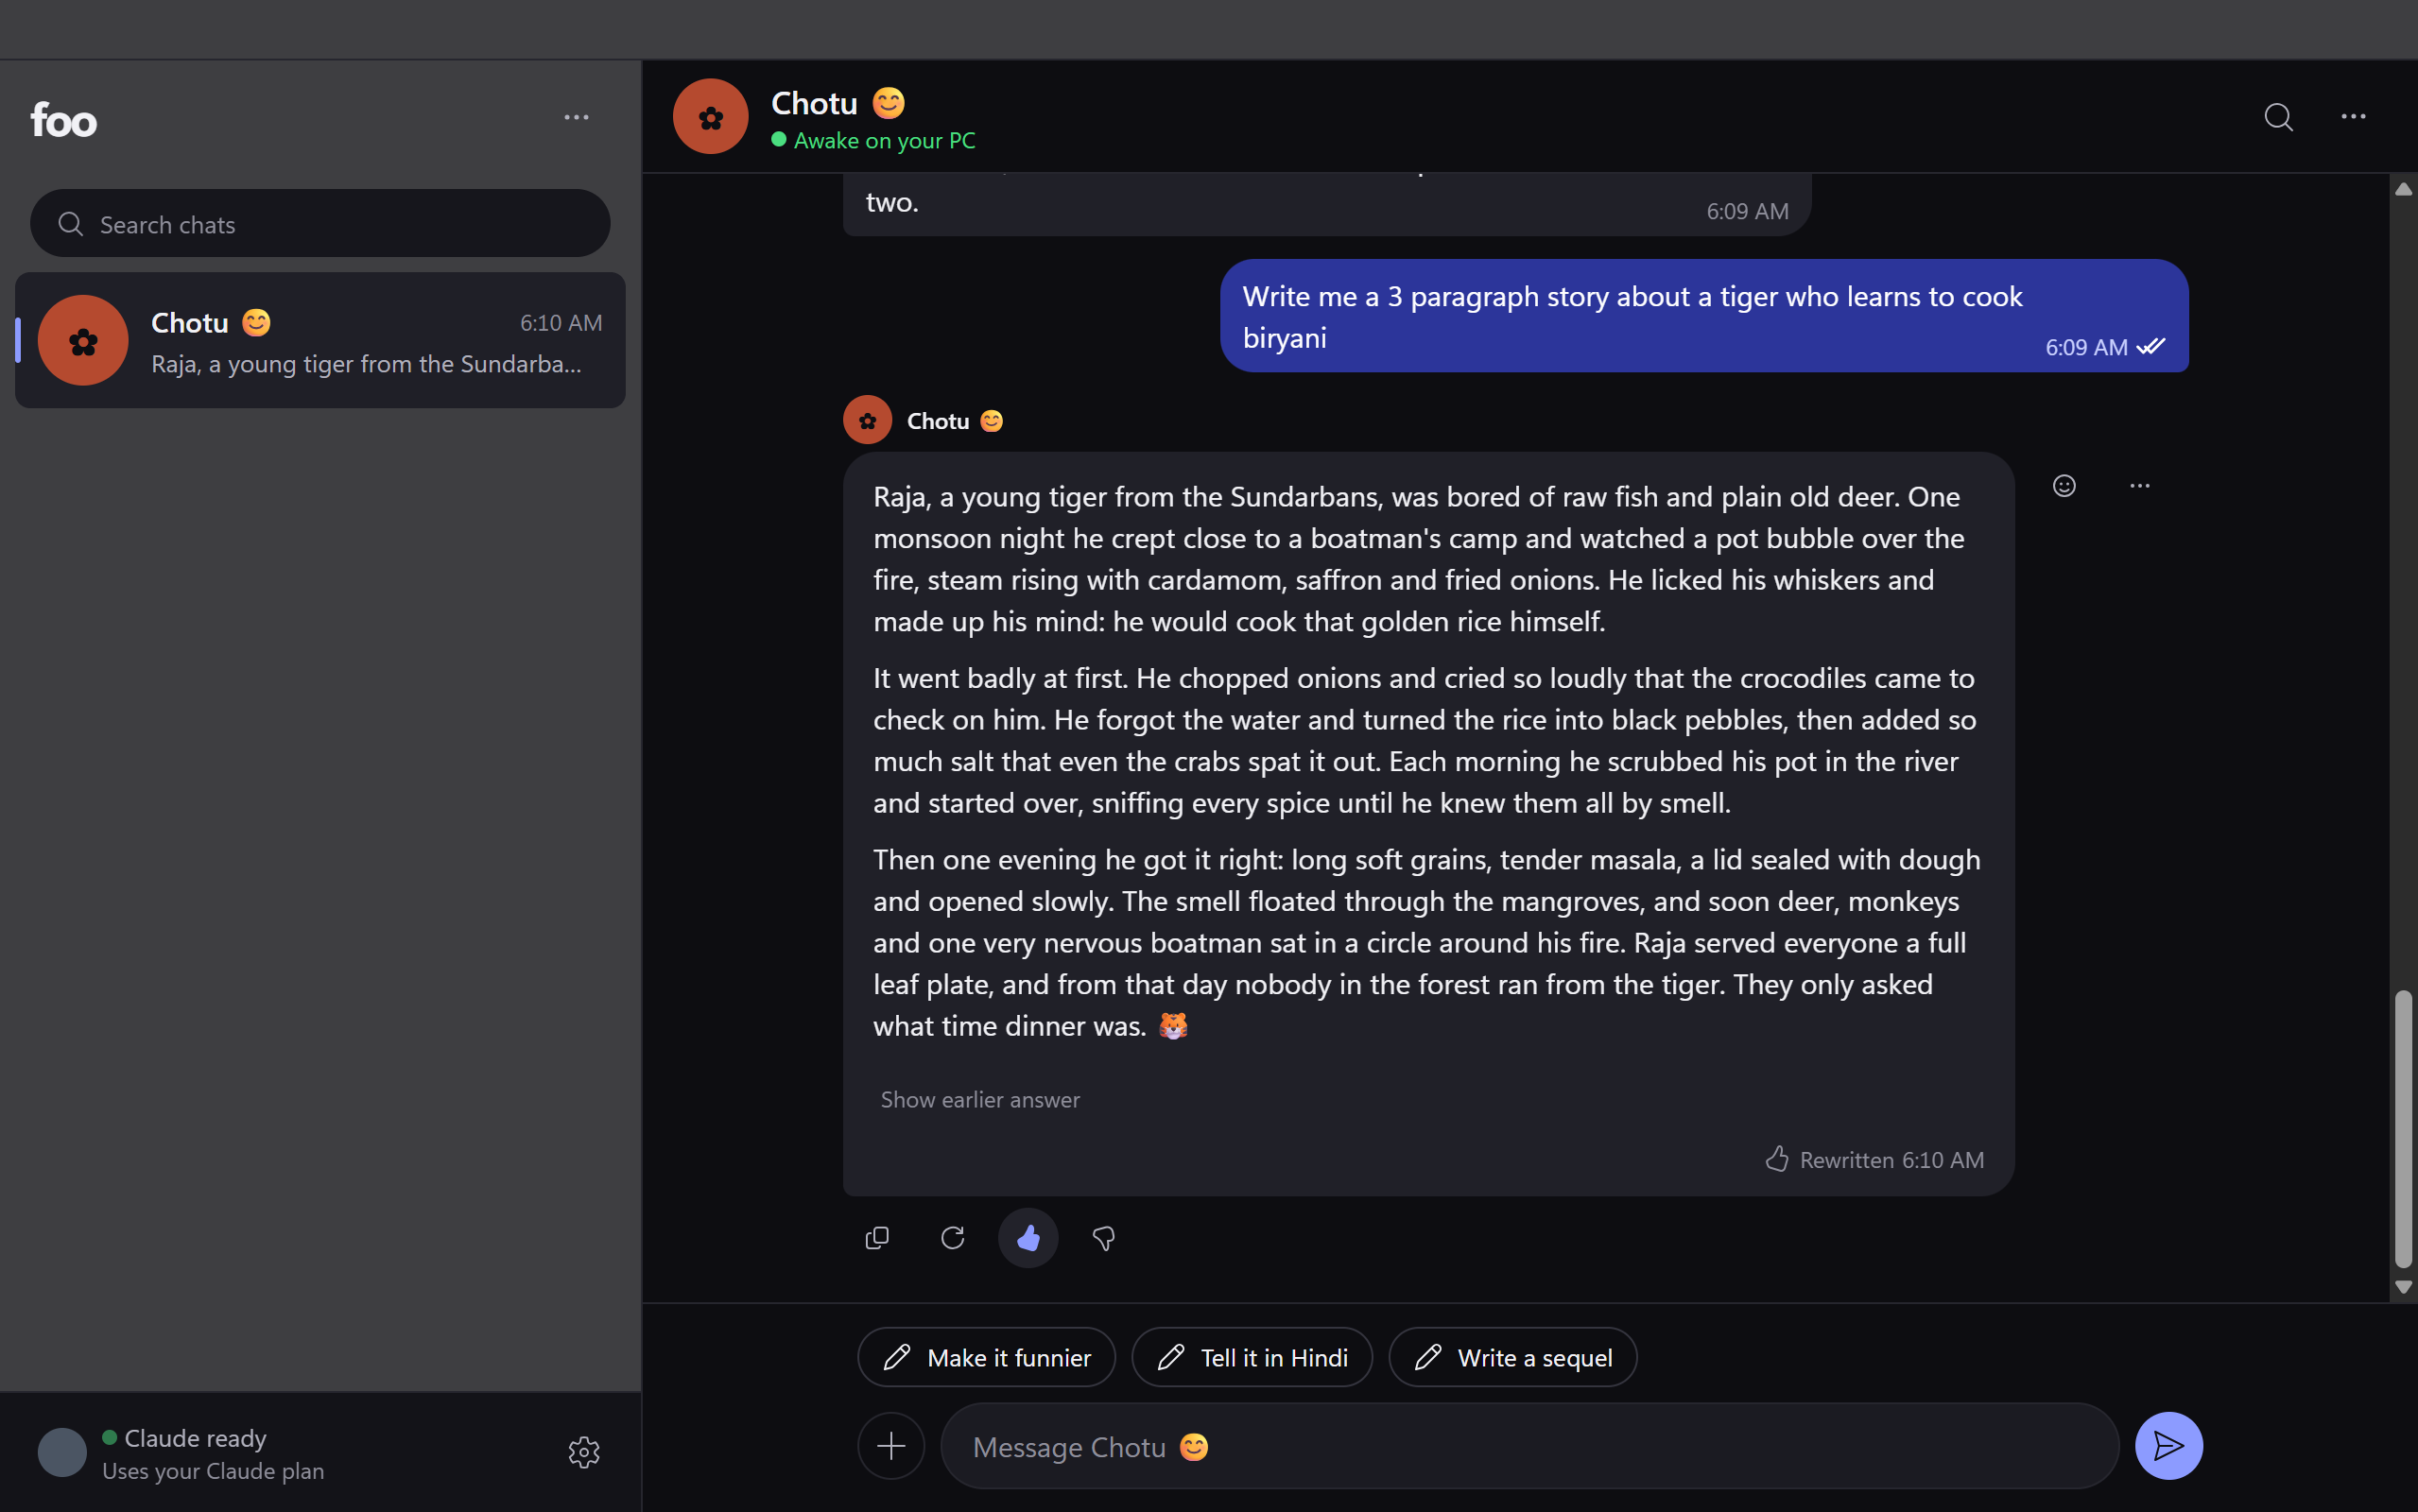 foo
Search chats
Chotu 😊
6:10 AM
Raja, a young tiger from the Sundarba...
Claude ready
Uses your Claude plan
Chotu 😊
Awake on your PC
two.
6:09 AM
Write me a 3 paragraph story about a tiger who learns to cook
biryani
6:09 AM
Chotu 😊
Raja, a young tiger from the Sundarbans, was bored of raw fish and plain old deer. One
monsoon night he crept close to a boatman's camp and watched a pot bubble over the
fire, steam rising with cardamom, saffron and fried onions. He licked his whiskers and
made up his mind: he would cook that golden rice himself.
It went badly at first. He chopped onions and cried so loudly that the crocodiles came to
check on him. He forgot the water and turned the rice into black pebbles, then added so
much salt that even the crabs spat it out. Each morning he scrubbed his pot in the river
and started over, sniffing every spice until he knew them all by smell.
Then one evening he got it right: long soft grains, tender masala, a lid sealed with dough
and opened slowly. The smell floated through the mangroves, and soon deer, monkeys
and one very nervous boatman sat in a circle around his fire. Raja served everyone a full
leaf plate, and from that day nobody in the forest ran from the tiger. They only asked
what time dinner was. 🐯
Show earlier answer
Rewritten 6:10 AM
Make it funnier
Tell it in Hindi
Write a sequel
Message Chotu 😊